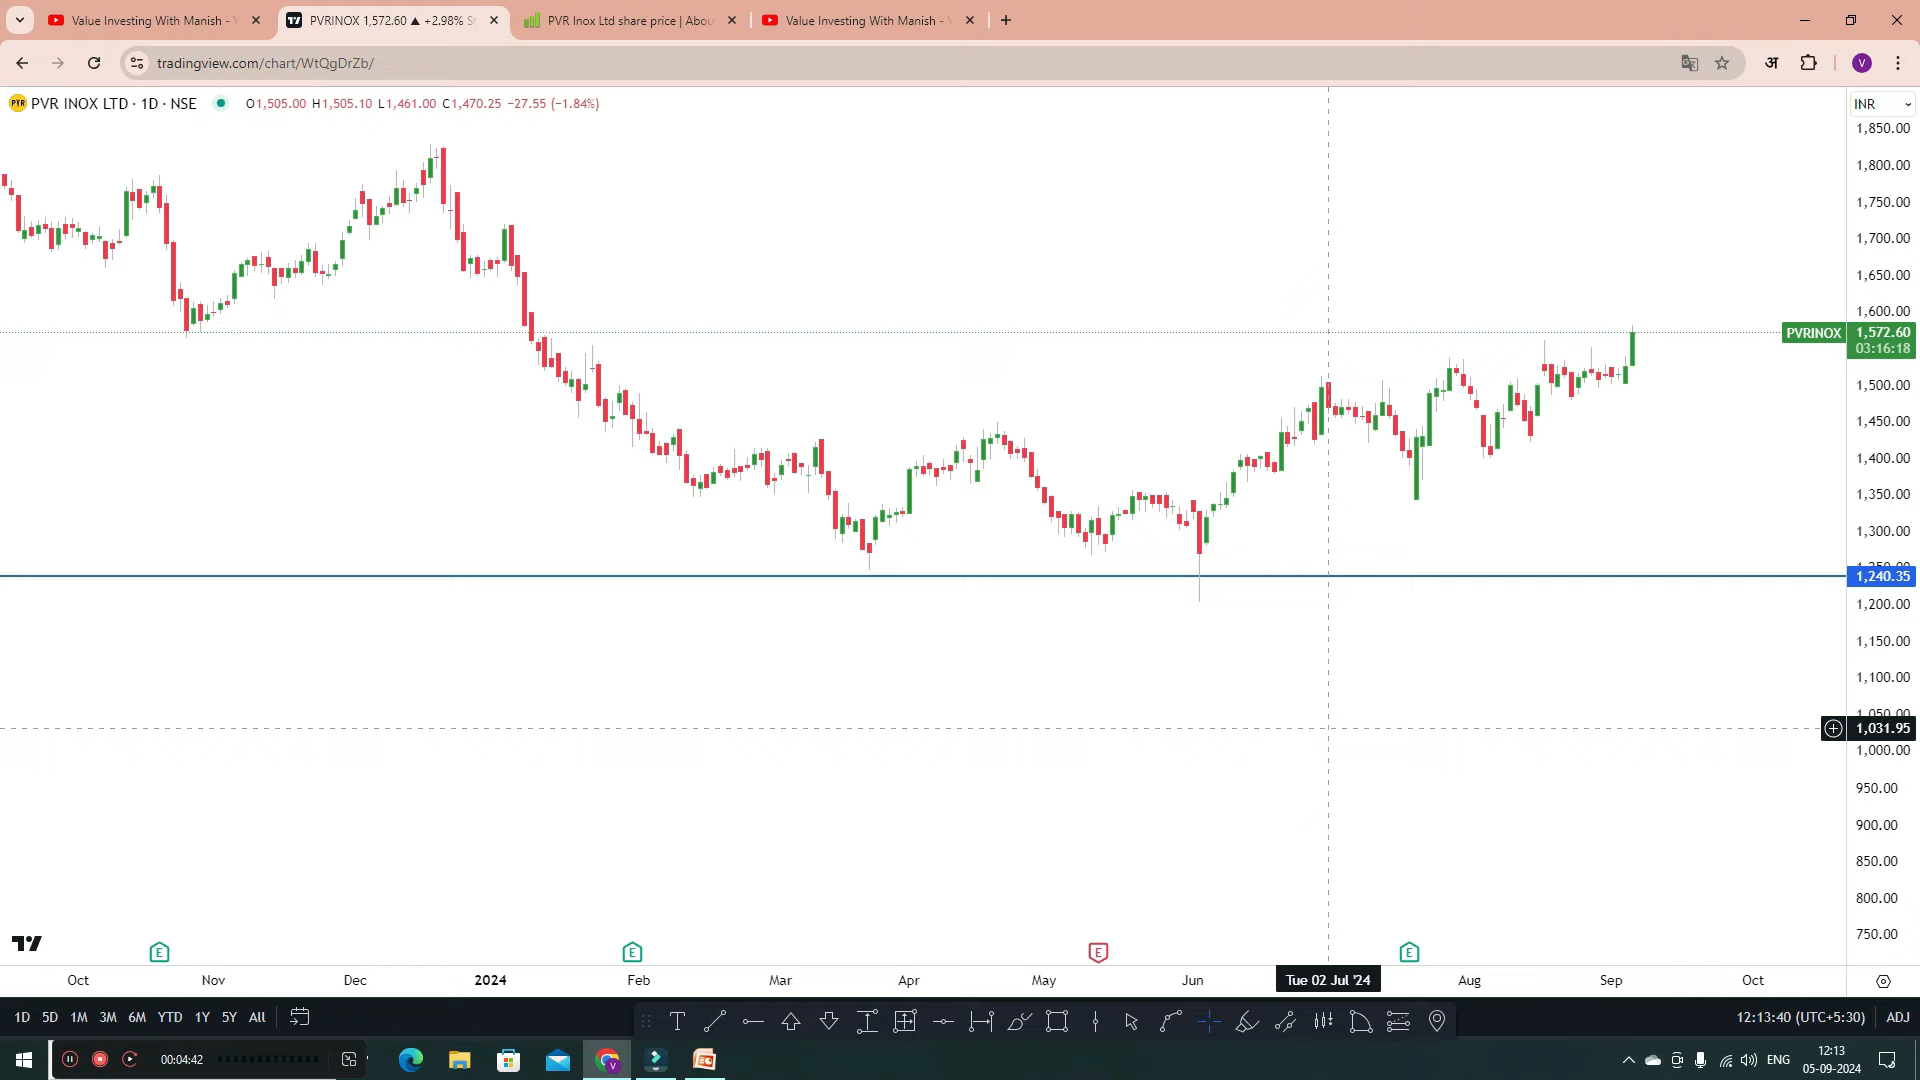 Value Investing With Manish -
PVRINOX 1,572.60 ▲ +2.98%
PVR Inox Ltd share price | Abou
Value Investing With Manish -
tradingview.com/chart/WtQgDrZb/
अ
V
PVR PVR INOX LTD · 1D · NSE
O1,505.00 H1,505.10 L1,461.00 C1,470.25 −27.55 (−1.84%)
INR
1,850.00
1,800.00
1,750.00
1,700.00
1,650.00
1,600.00
PVRINOX 1,572.60
03:16:18
1,500.00
1,450.00
1,400.00
1,350.00
1,300.00
1,240.35
1,200.00
1,150.00
1,100.00
1,050.00
1,031.95
1,000.00
950.00
900.00
850.00
800.00
750.00
E E E E
Oct Nov Dec 2024 Feb Mar Apr May Jun Tue 02 Jul '24 Aug Sep Oct
1D 5D 1M 3M 6M YTD 1Y 5Y All
12:13:40 (UTC+5:30) ADJ
00:04:42
ENG
12:13
05-09-2024